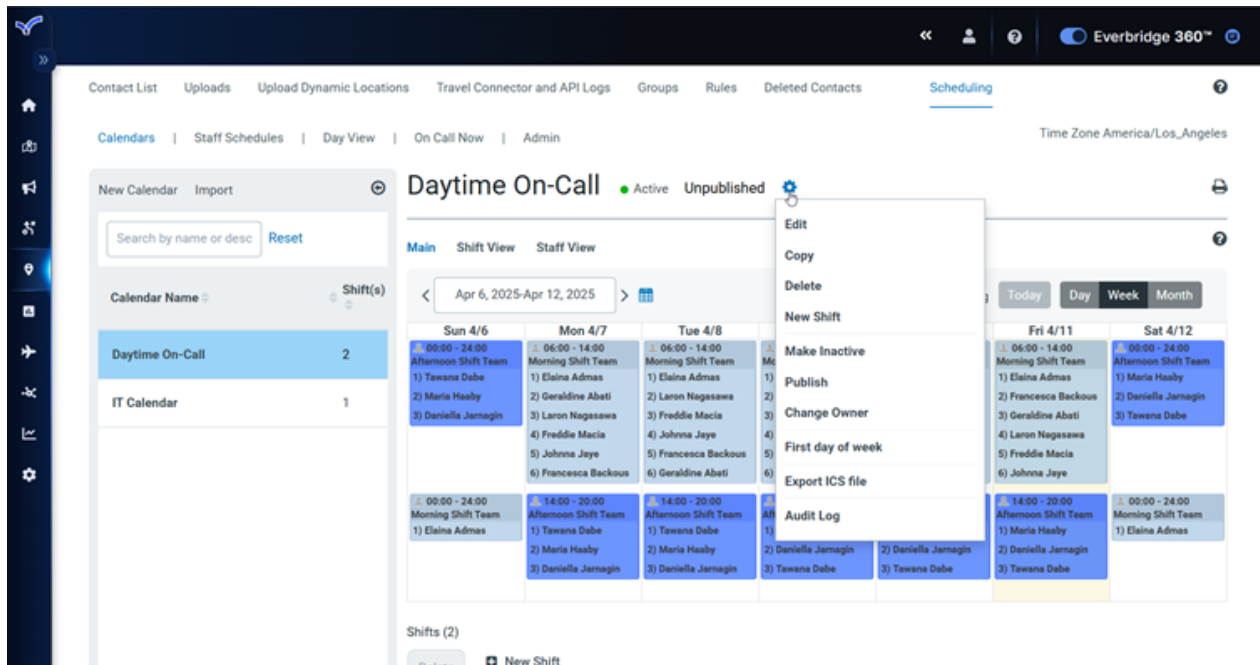 Everbridge 360™
Contact List Uploads Upload Dynamic Locations Travel Connector and API Logs Groups Rules Deleted Contacts Scheduling
Calendars | Staff Schedules | Day View | On Call Now | Admin
Time Zone America/Los_Angeles
New Calendar Import
Search by name or desc Reset
Calendar Name Shift(s)
Daytime On-Call 2
IT Calendar 1
Daytime On-Call Active Unpublished
Main Shift View Staff View
Apr 6, 2025-Apr 12, 2025
Today Day Week Month
Edit
Copy
Delete
New Shift
Make Inactive
Publish
Change Owner
First day of week
Export ICS file
Audit Log
Sun 4/6 Mon 4/7 Tue 4/8 Fri 4/11 Sat 4/12
00:00 - 24:00 06:00 - 14:00 06:00 - 14:00 06:00 - 14:00 00:00 - 24:00
Afternoon Shift Team Morning Shift Team Morning Shift Team Morning Shift Team Afternoon Shift Team
1) Tawana Dabe 1) Elaina Admas 1) Elaina Admas 1) 1) Elaina Admas 1) Maria Haaby
2) Maria Haaby 2) Geraldine Abati 2) Laron Nagasawa 2) 2) Francesca Backous 2) Daniella Jarnagin
3) Daniella Jarnagin 3) Laron Nagasawa 3) Freddie Macia 3) 3) Geraldine Abati 3) Tawana Dabe
4) Freddie Macia 4) Johnna Jaye 4) 4) Laron Nagasawa
5) Johnna Jaye 5) Francesca Backous 5) 5) Freddie Macia
6) Francesca Backous 6) Geraldine Abati 6) 6) Johnna Jaye
00:00 - 24:00 14:00 - 20:00 14:00 - 20:00 14:00 - 20:00 00:00 - 24:00
Morning Shift Team Afternoon Shift Team Afternoon Shift Team Afternoon Shift Team Morning Shift Team
1) Elaina Admas 1) Tawana Dabe 1) Tawana Dabe 1) 1) Maria Haaby 1) Elaina Admas
2) Maria Haaby 2) Maria Haaby 2) Daniella Jarnagin 2) Daniella Jarnagin 2) Daniella Jarnagin
3) Daniella Jarnagin 3) Daniella Jarnagin 3) Tawana Dabe 3) Tawana Dabe 3) Tawana Dabe
Shifts (2)
New Shift